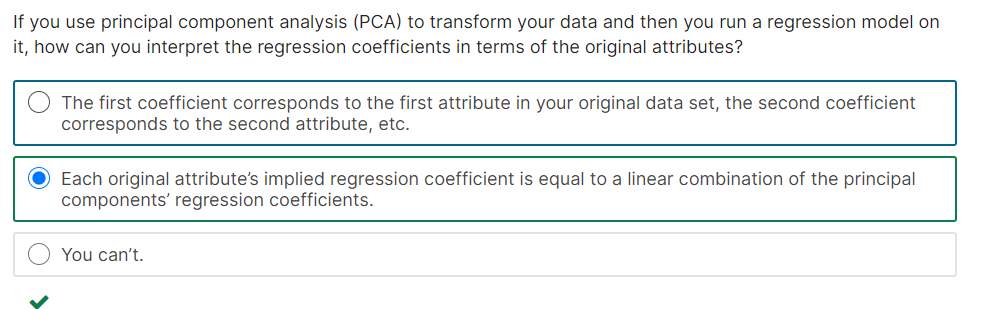 If you use principal component analysis (PCA) to transform your data and then you run a regression model on
it, how can you interpret the regression coefficients in terms of the original attributes?
The first coefficient corresponds to the first attribute in your original data set, the second coefficient
corresponds to the second attribute, etc.
Each original attribute’s implied regression coefficient is equal to a linear combination of the principal
components’ regression coefficients.
You can’t.